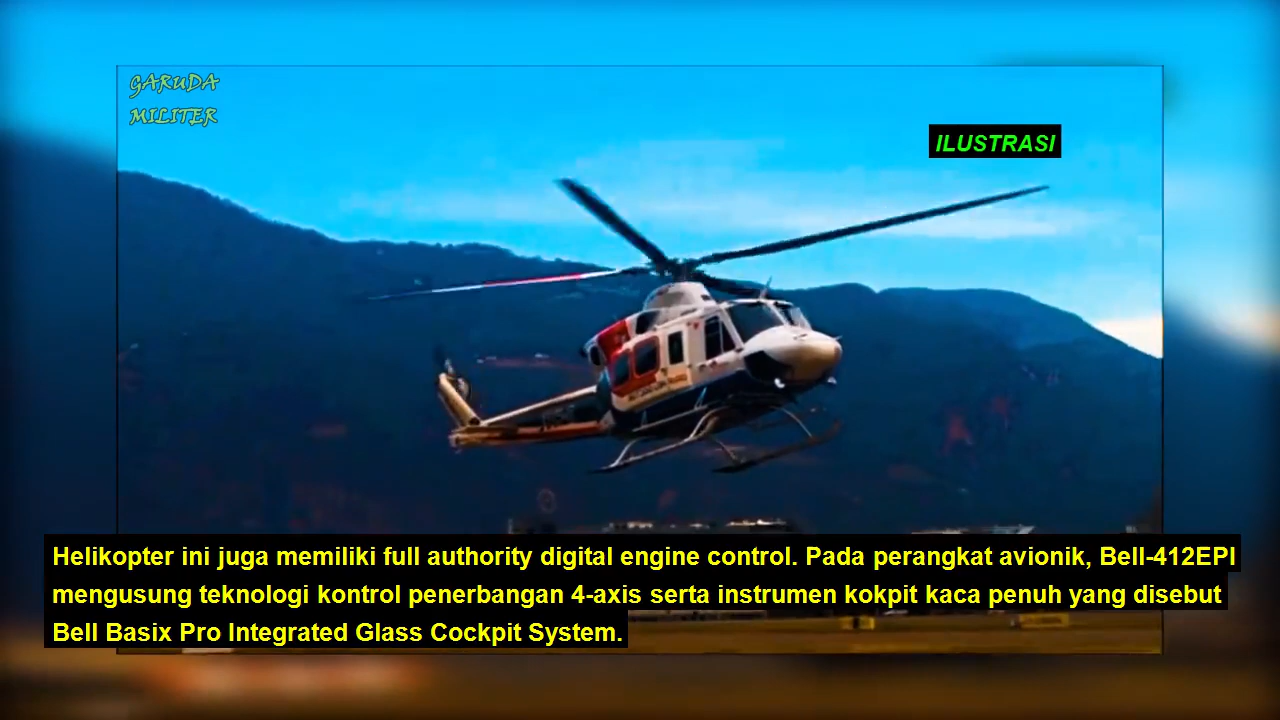 GARUDA
MILITER
ILUSTRASI
Helikopter ini juga memiliki full authority digital engine control. Pada perangkat avionik, Bell-412EPI
mengusung teknologi kontrol penerbangan 4-axis serta instrumen kokpit kaca penuh yang disebut
Bell Basix Pro Integrated Glass Cockpit System.